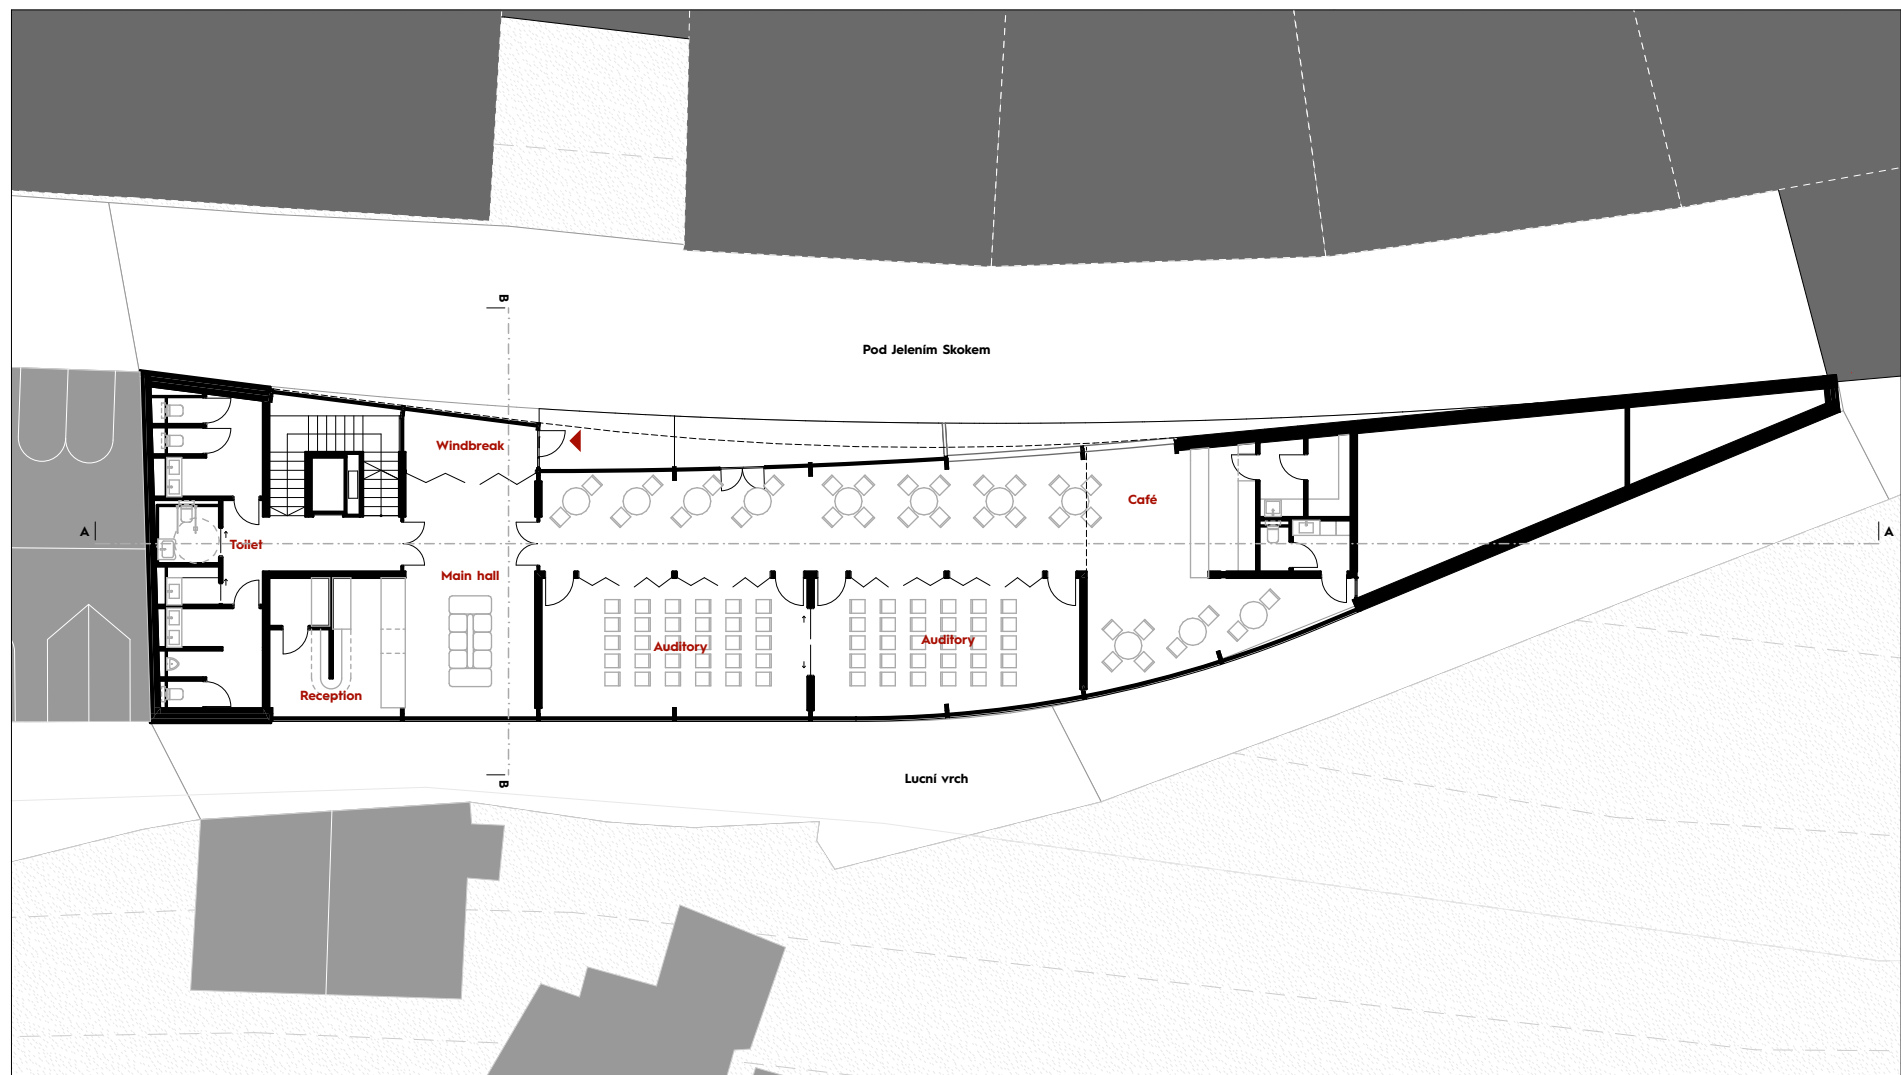 B
Pod Jelením Skokem
Windbreak
Café
A
A
Toilet
Main hall
Auditory
Auditory
Reception
B
Lucní vrch